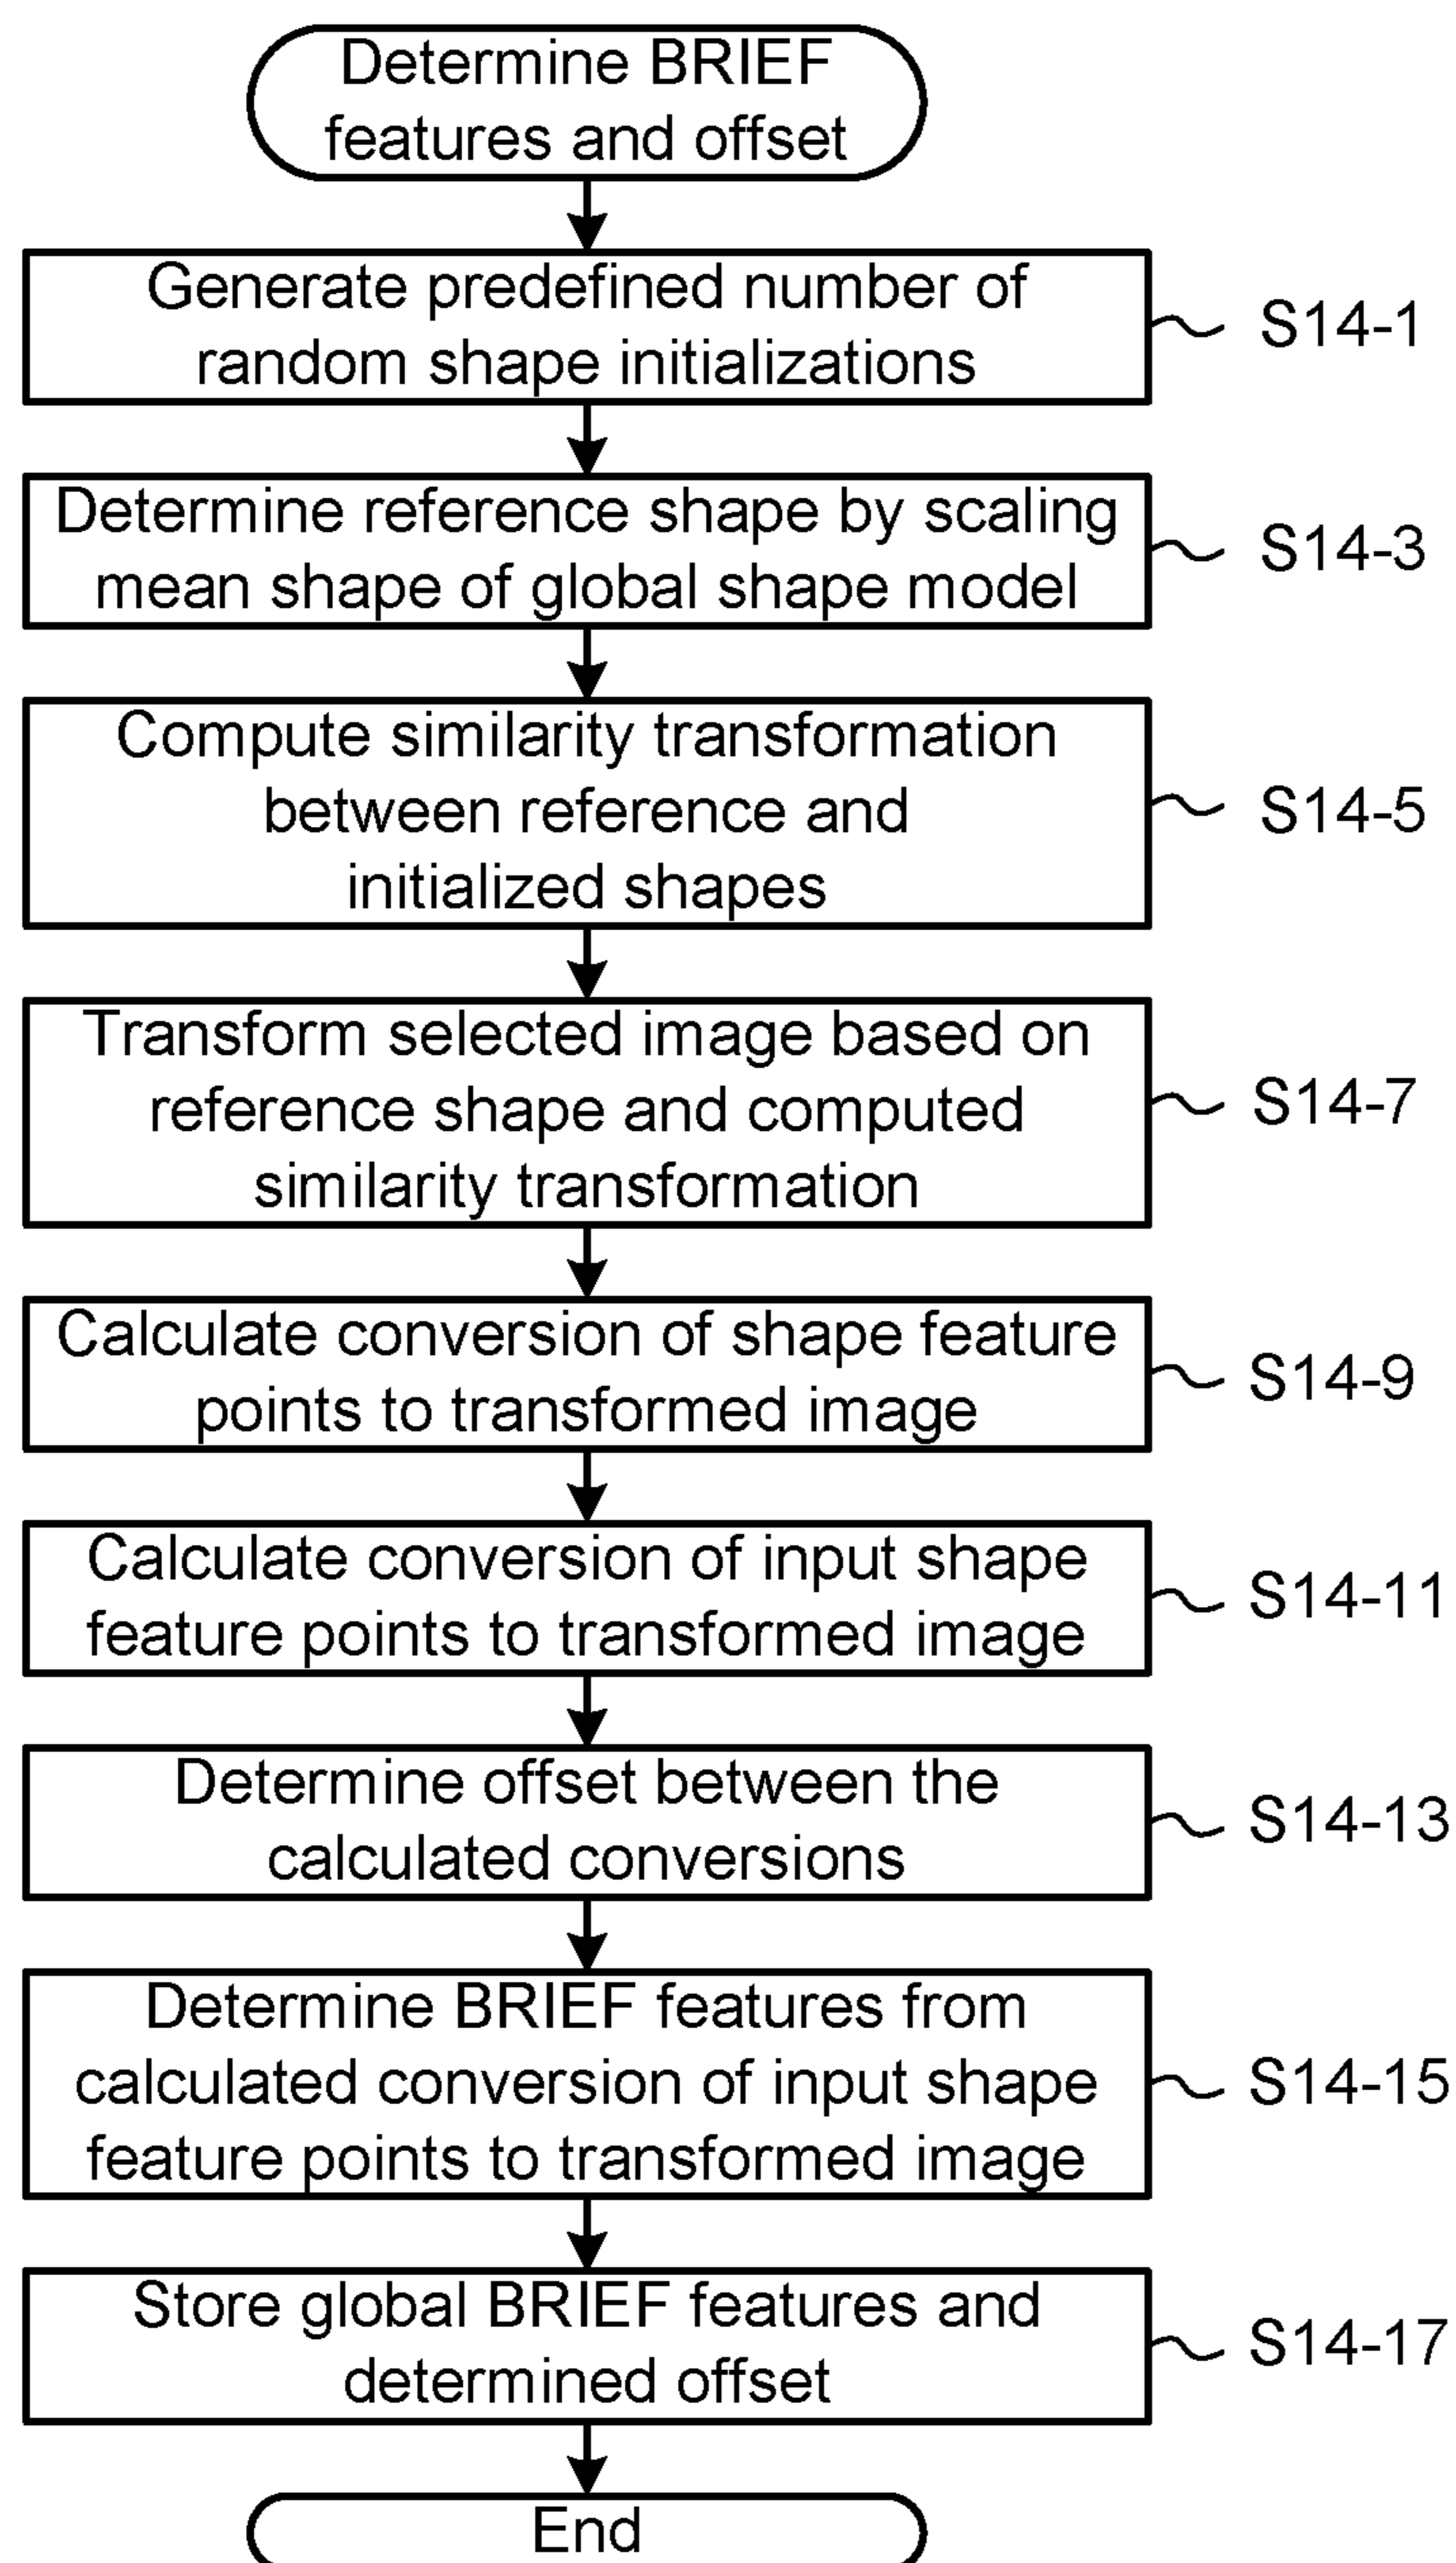 Determine BRIEF
features and offset
Generate predefined number of
random shape initializations
S14-1
Determine reference shape by scaling
mean shape of global shape model
S14-3
Compute similarity transformation
between reference and
initialized shapes
S14-5
Transform selected image based on
reference shape and computed
similarity transformation
S14-7
Calculate conversion of shape feature
points to transformed image
S14-9
Calculate conversion of input shape
feature points to transformed image
S14-11
Determine offset between the
calculated conversions
S14-13
Determine BRIEF features from
calculated conversion of input shape
feature points to transformed image
S14-15
Store global BRIEF features and
determined offset
S14-17
End